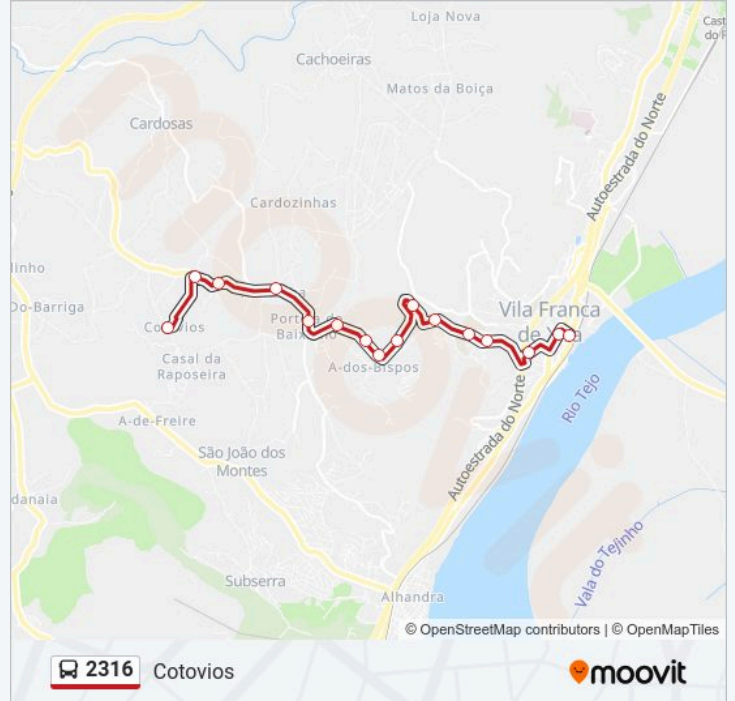 Loja Nova
Cachoeiras
Matos da Boiça
Cardosas
Autoestrada do Norte
Cardozinhas
linho
Do-Barriga
Vila Franca
de
Casal da
Raposeira
A-dos-Bispos
A-de-Freire
Rio Tejo
Autoestrada do Norte
São João dos
Montes
danaia
Vala do Tejinho
Subserra
Alhandra
© OpenStreetMap contributors | © OpenMapTiles
2316 Cotovios
moovit